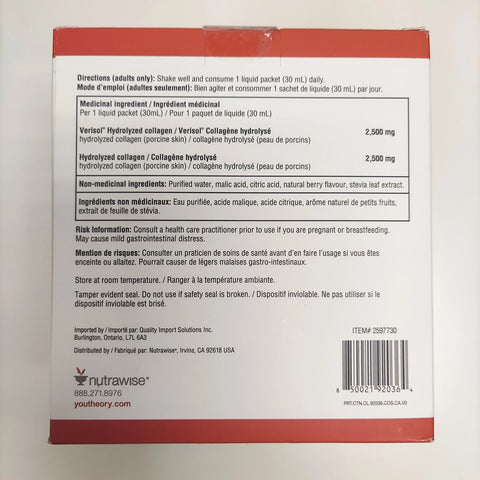 Directions (adults only): Shake well and consume 1 liquid packet (30 mL) daily.
Mode d'emploi (adultes seulement): Bien agiter et consommer 1 sachet de liquide (30 mL) par jour.
Medicinal ingredient / Ingrédient médicinal
Per 1 liquid packet (30mL) / Pour 1 paquet de liquide (30 mL)
Verisol® Hydrolyzed collagen / Verisol® Collagène hydrolysé 2,500 mg
hydrolyzed collagen (porcine skin) / collagène hydrolysé (peau de porcins)
Hydrolyzed collagen / Collagène hydrolysé 2,500 mg
hydrolyzed collagen (porcine skin) / collagène hydrolysé (peau de porcins)
Non-medicinal ingredients: Purified water, malic acid, citric acid, natural berry flavour, stevia leaf extract.
Ingrédients non médicinaux: Eau purifiée, acide malique, acide citrique, arôme naturel de petits fruits,
extrait de feuille de stévia.
Risk Information: Consult a health care practitioner prior to use if you are pregnant or breastfeeding.
May cause mild gastrointestinal distress.
Mention de risques: Consulter un praticien de soins de santé avant d'en faire l'usage si vous êtes
enceinte ou allaitez. Pourrait causer de légers malaises gastro-intestinaux.
Store at room temperature. / Ranger à la température ambiante.
Tamper evident seal. Do not use if safety seal is broken. / Dispositif inviolable. Ne pas utiliser si le
dispositif inviolable est brisé.
Imported by / Importé par: Quality Import Solutions Inc.
Burlington, Ontario, L7L 6A3
Distributed by / Fabriqué par: Nutrawise®, Irvine, CA 92618 USA
ITEM# 2597730
nutrawise®
888.271.8976
youtheory.com
8 50021 92036 4
PRT.CTN.CL.92036.COS.CA.V0